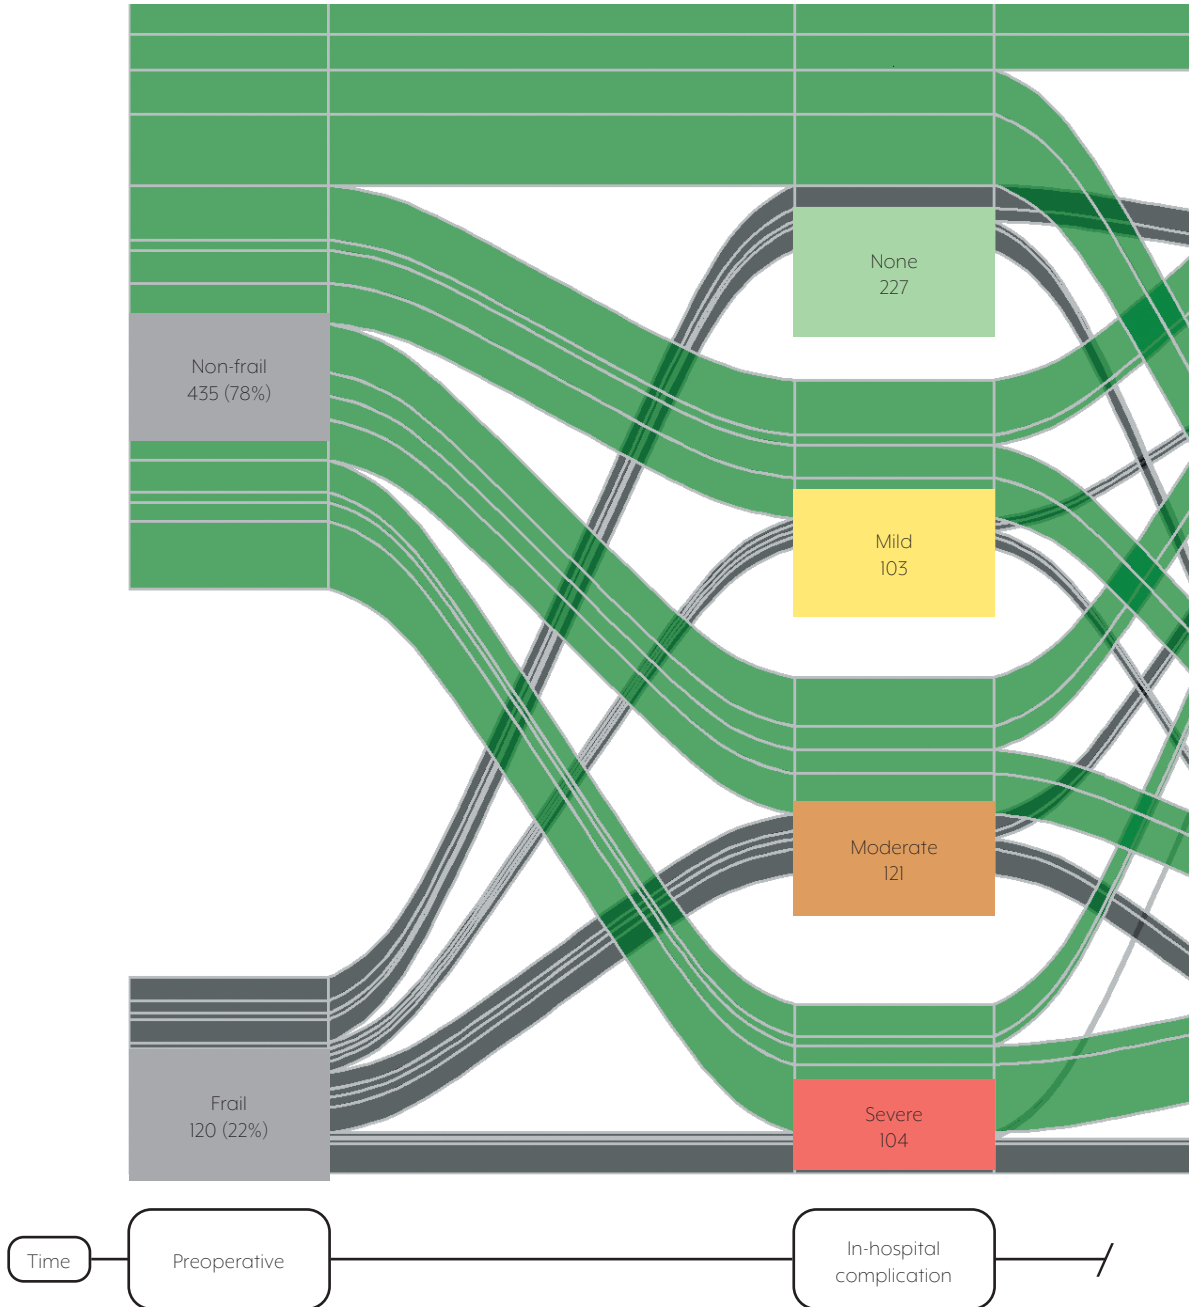 None
227
Non-frail
435 (78%)
Mild
103
Moderate
121
Frail
120 (22%)
Severe
104
Time
Preoperative
In-hospital
complication